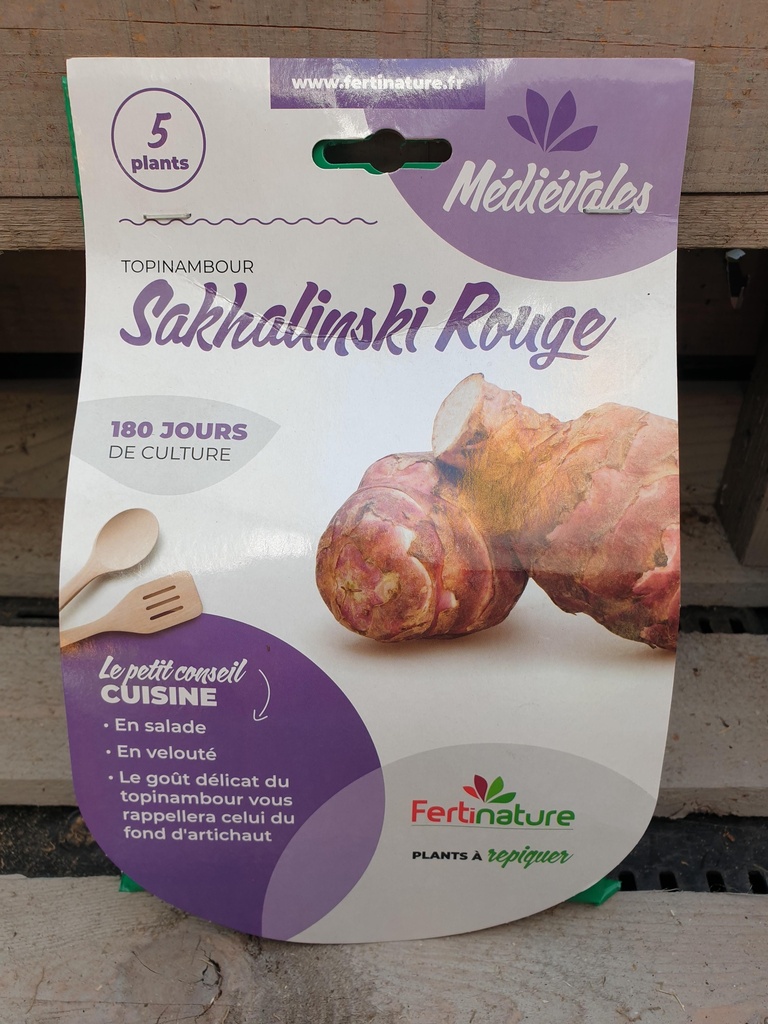 www.fertinature.fr
5
plants
Médiévales
TOPINAMBOUR
Sakhalinski Rouge
180 JOURS
DE CULTURE
Le petit conseil
CUISINE
• En salade
• En velouté
• Le goût délicat du
topinambour vous
rappellera celui du
fond d'artichaut
Fertinature
PLANTS À repiquer